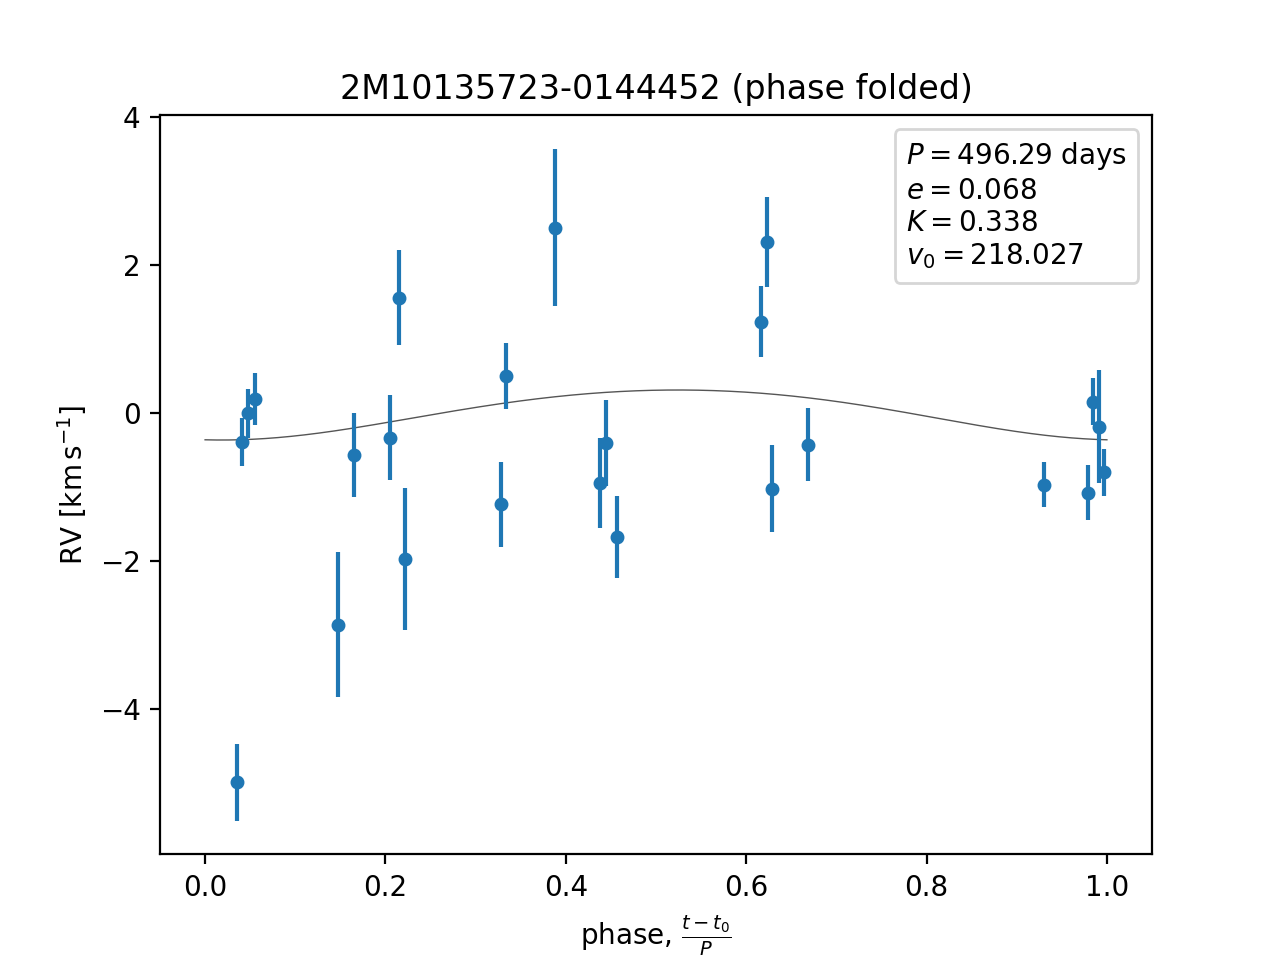 2M10135723-0144452 (phase folded)
P = 496.29 days
e = 0.068
K = 0.338
v₀ = 218.027
4
2
0
−2
−4
RV [km s⁻¹]
0.0 0.2 0.4 0.6 0.8 1.0
phase, (t − t₀)/P